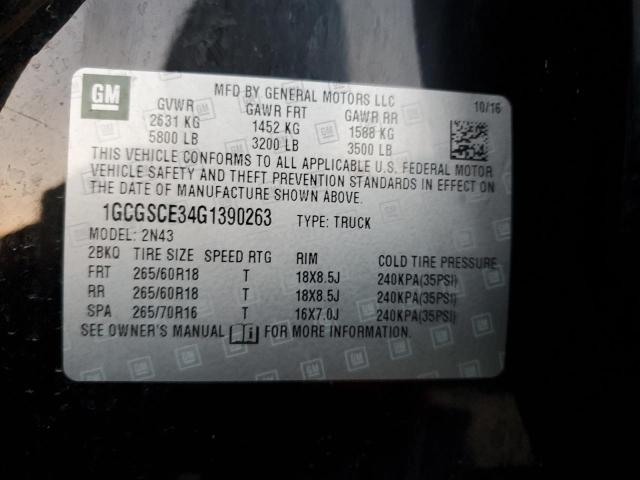 GM
MFD BY GENERAL MOTORS LLC
10/16
GVWR GAWR FRT GAWR RR
2631 KG 1452 KG 1588 KG
5800 LB 3200 LB 3500 LB
THIS VEHICLE CONFORMS TO ALL APPLICABLE U.S. FEDERAL MOTOR
VEHICLE SAFETY AND THEFT PREVENTION STANDARDS IN EFFECT ON
THE DATE OF MANUFACTURE SHOWN ABOVE.
1GCGSCE34G1390263 TYPE: TRUCK
MODEL: 2N43
2BKQ TIRE SIZE SPEED RTG RIM COLD TIRE PRESSURE
FRT 265/60R18 T 18X8.5J 240KPA(35PSI)
RR 265/60R18 T 18X8.5J 240KPA(35PSI)
SPA 265/70R16 T 16X7.0J 240KPA(35PSI)
SEE OWNER'S MANUAL FOR MORE INFORMATION.